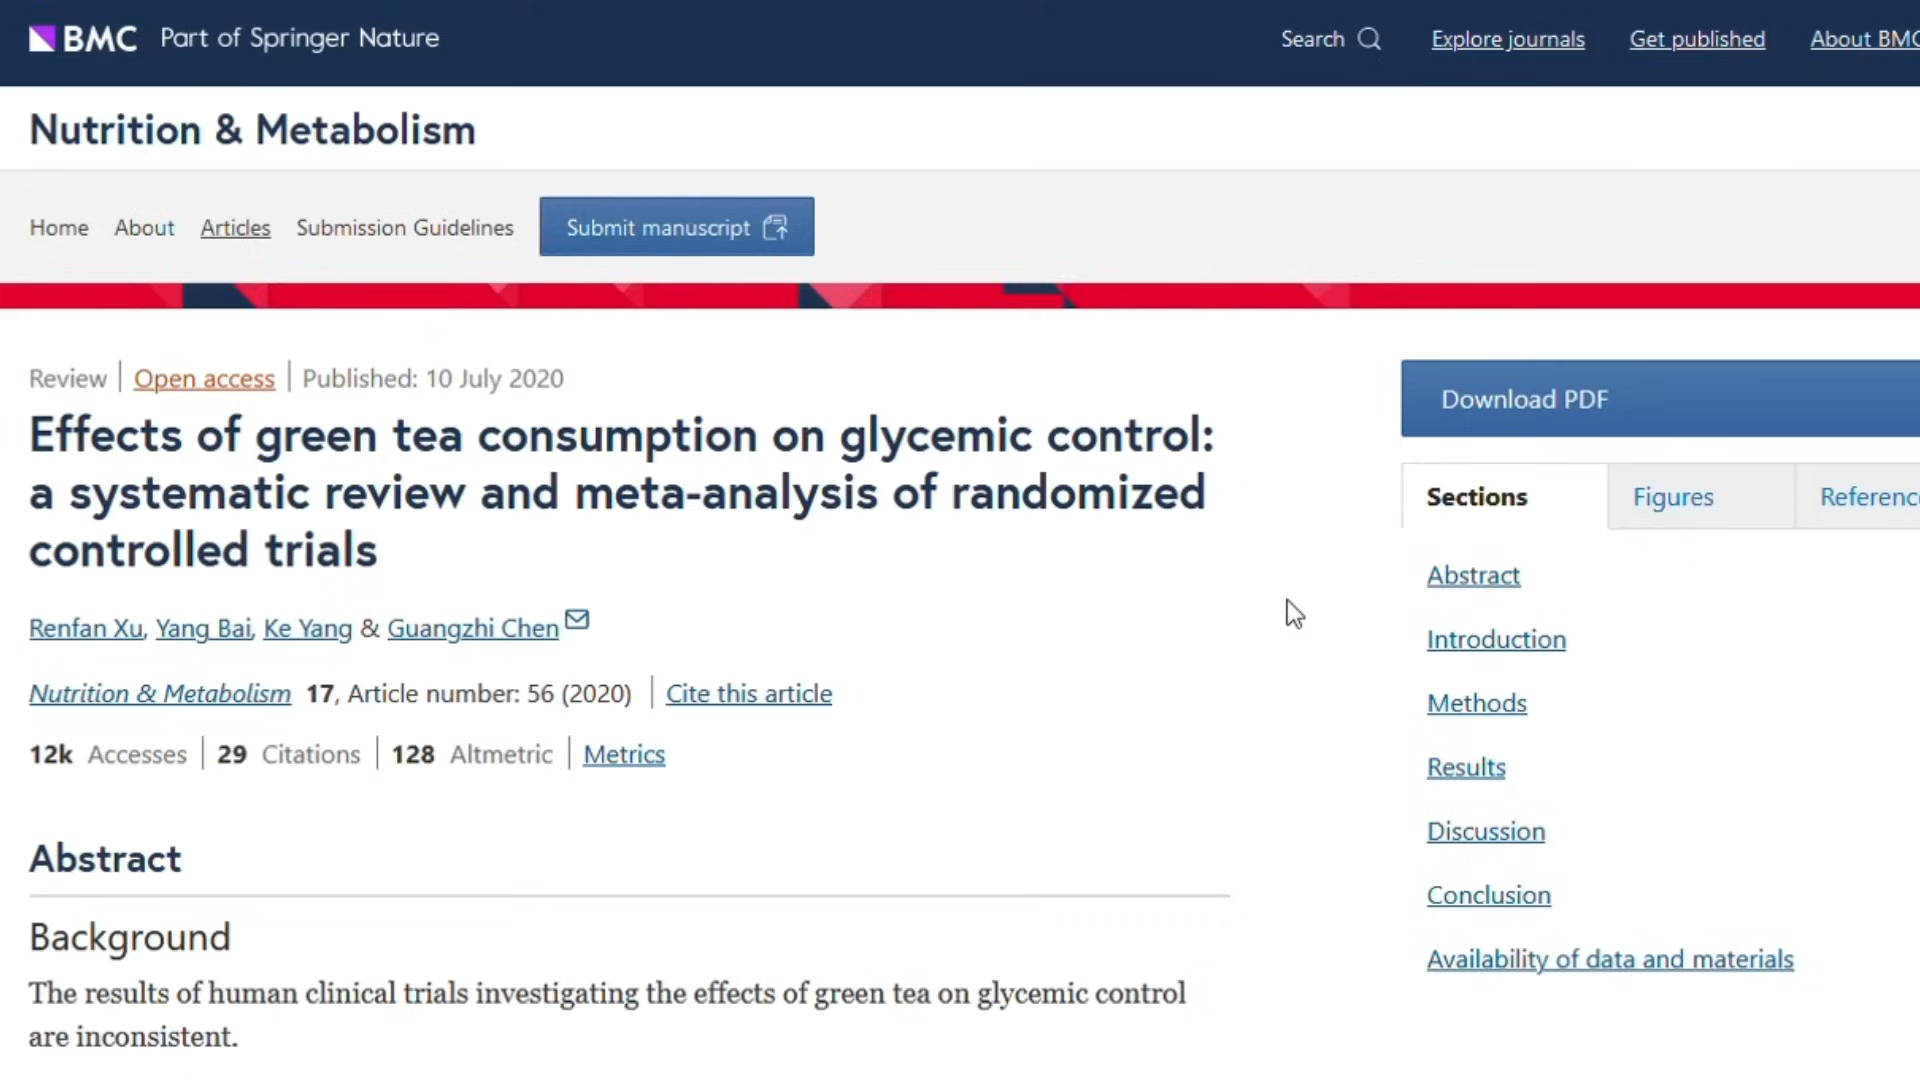 BMC Part of Springer Nature Search Explore journals Get published About BMC
Nutrition & Metabolism
Home About Articles Submission Guidelines Submit manuscript
Review | Open access | Published: 10 July 2020
Effects of green tea consumption on glycemic control:
a systematic review and meta-analysis of randomized
controlled trials
Renfan Xu, Yang Bai, Ke Yang & Guangzhi Chen
Nutrition & Metabolism 17, Article number: 56 (2020) | Cite this article
12k Accesses | 29 Citations | 128 Altmetric | Metrics
Abstract
Background
The results of human clinical trials investigating the effects of green tea on glycemic control
are inconsistent.
Download PDF
Sections Figures Referenc
Abstract
Introduction
Methods
Results
Discussion
Conclusion
Availability of data and materials